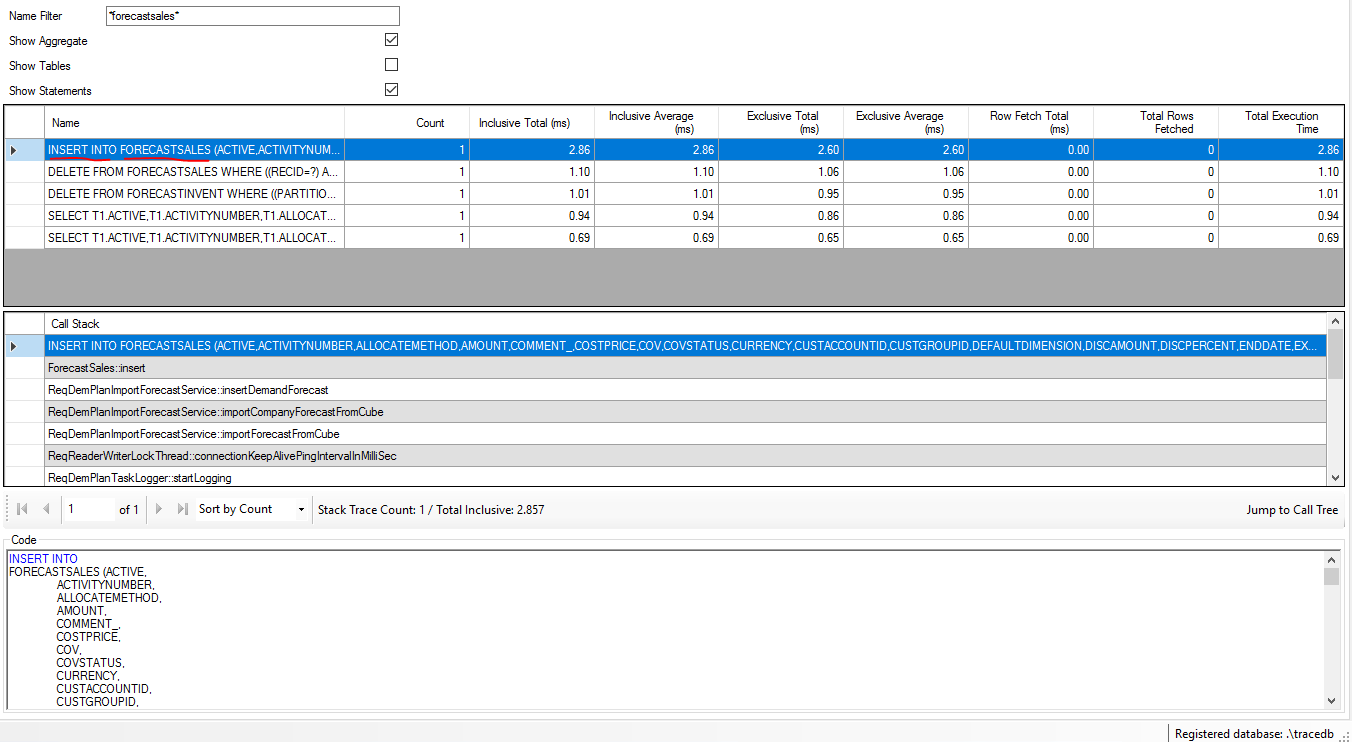 Name Filter *forecastsales*
Show Aggregate
Show Tables
Show Statements
Name Count Inclusive Total (ms) Inclusive Average (ms) Exclusive Total (ms) Exclusive Average (ms) Row Fetch Total (ms) Total Rows Fetched Total Execution Time
INSERT INTO FORECASTSALES (ACTIVE,ACTIVITYNUM... 1 2.86 2.86 2.60 2.60 0.00 0 2.86
DELETE FROM FORECASTSALES WHERE ((RECID=?) A... 1 1.10 1.10 1.06 1.06 0.00 0 1.10
DELETE FROM FORECASTINVENT WHERE ((PARTITIO... 1 1.01 1.01 0.95 0.95 0.00 0 1.01
SELECT T1.ACTIVE,T1.ACTIVITYNUMBER,T1.ALLOCAT... 1 0.94 0.94 0.86 0.86 0.00 0 0.94
SELECT T1.ACTIVE,T1.ACTIVITYNUMBER,T1.ALLOCAT... 1 0.69 0.69 0.65 0.65 0.00 0 0.69
Call Stack
INSERT INTO FORECASTSALES (ACTIVE,ACTIVITYNUMBER,ALLOCATEMETHOD,AMOUNT,COMMENT_,COSTPRICE,COV,COVSTATUS,CURRENCY,CUSTACCOUNTID,CUSTGROUPID,DEFAULTDIMENSION,DISCAMOUNT,DISCPERCENT,ENDDATE,EX...
ForecastSales::insert
ReqDemPlanImportForecastService::insertDemandForecast
ReqDemPlanImportForecastService::importCompanyForecastFromCube
ReqDemPlanImportForecastService::importForecastFromCube
ReqReaderWriterLockThread::connectionKeepAlivePingIntervalInMilliSec
ReqDemPlanTaskLogger::startLogging
1 of 1 Sort by Count Stack Trace Count: 1 / Total Inclusive: 2.857 Jump to Call Tree
Code
INSERT INTO
FORECASTSALES (ACTIVE,
ACTIVITYNUMBER,
ALLOCATEMETHOD,
AMOUNT,
COMMENT_,
COSTPRICE,
COV,
COVSTATUS,
CURRENCY,
CUSTACCOUNTID,
CUSTGROUPID,
Registered database: .\tracedb